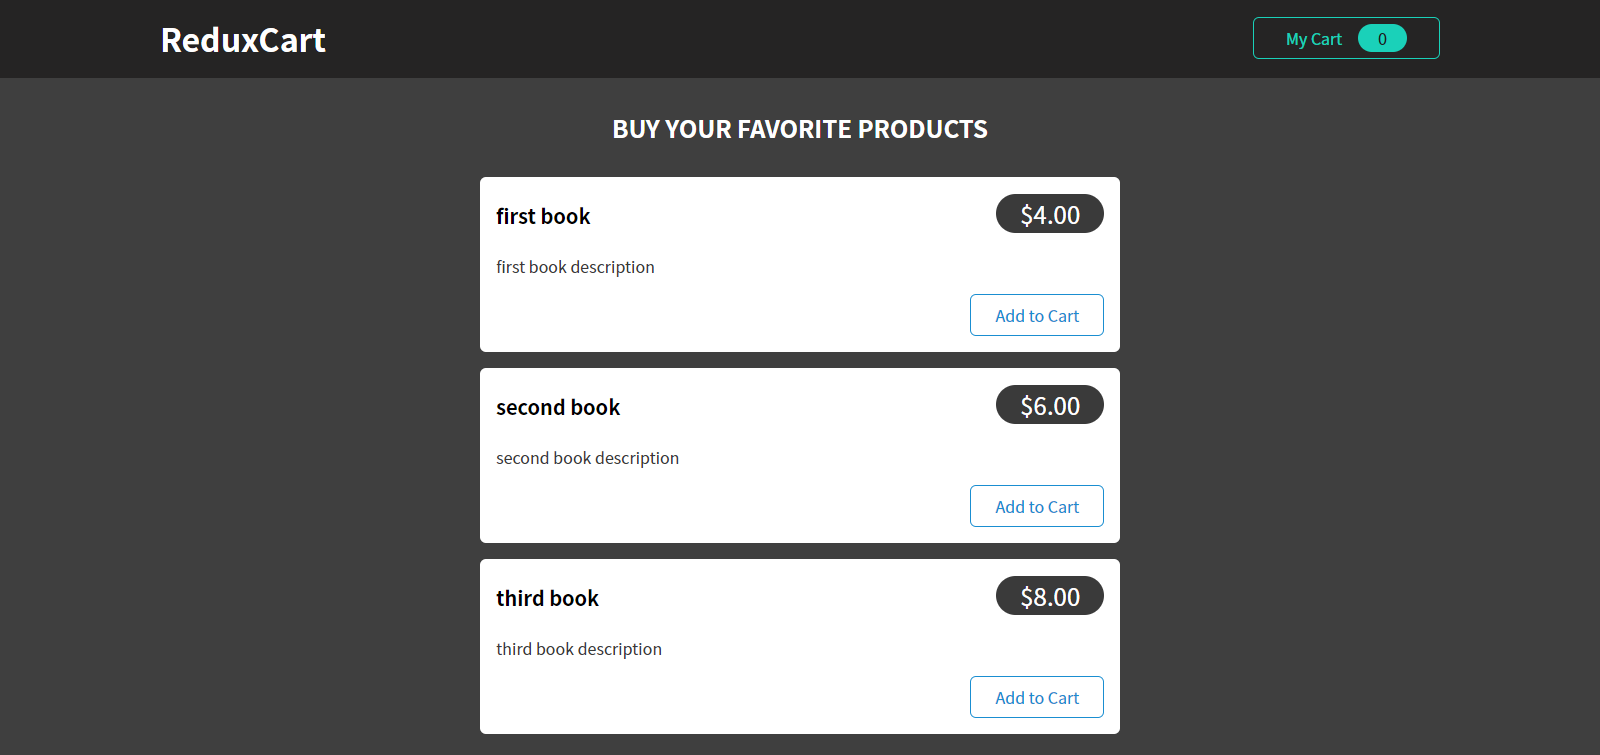 ReduxCart
My Cart 0
BUY YOUR FAVORITE PRODUCTS
first book
$4.00
first book description
Add to Cart
second book
$6.00
second book description
Add to Cart
third book
$8.00
third book description
Add to Cart